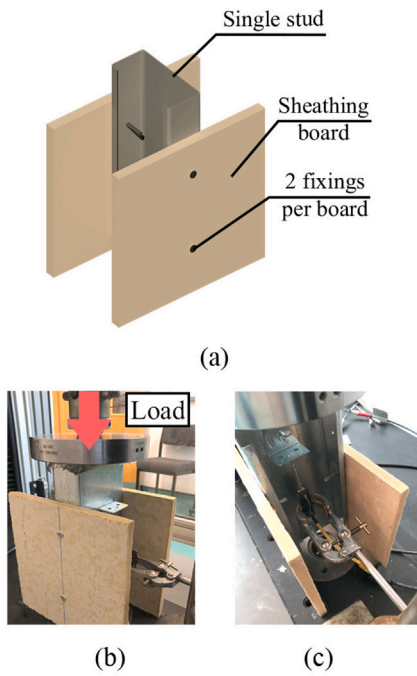 Single stud
Sheathing
board
2 fixings
per board
(a)
Load
(b)
(c)